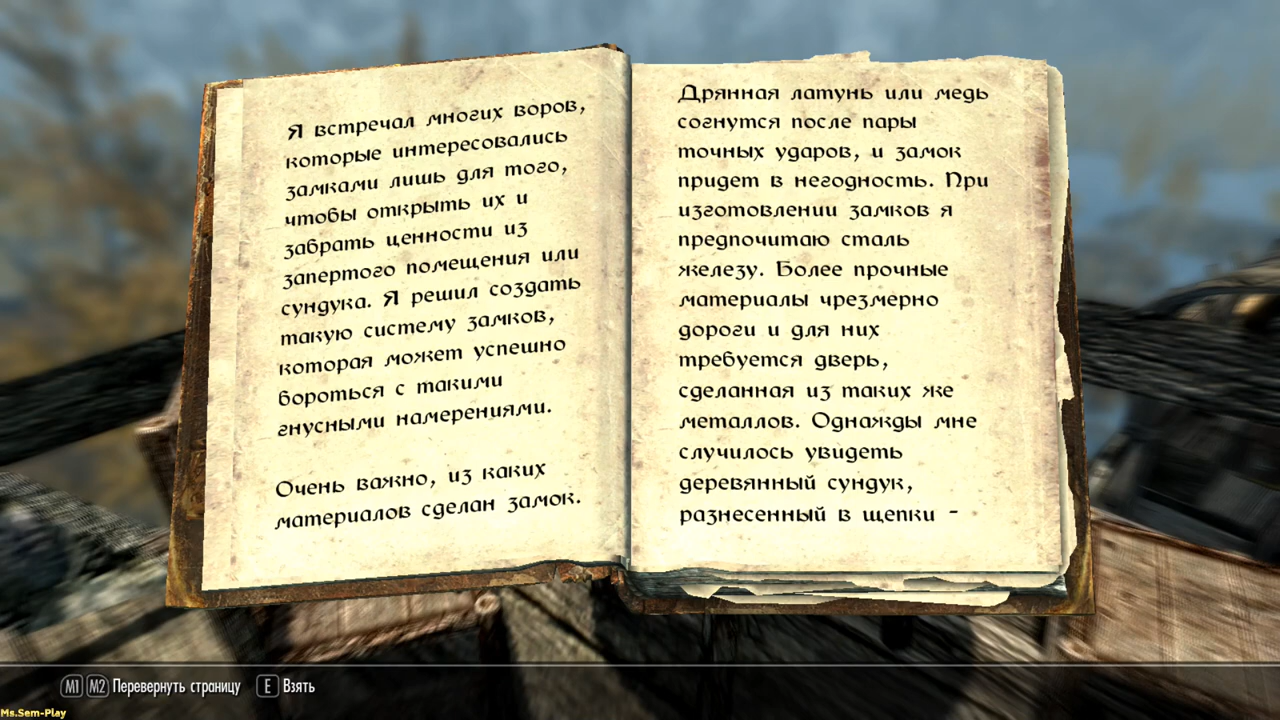 Я встречал многих воров,
которые интересовались
замками лишь для того,
чтобы открыть их и
забрать ценности из
запертого помещения или
сундука. Я решил создать
такую систему замков,
которая может успешно
бороться с такими
гнусными намерениями.
Очень важно, из каких
материалов сделан замок.
Дрянная латунь или медь
согнутся после пары
точных ударов, и замок
придет в негодность. При
изготовлении замков я
предпочитаю сталь
железу. Более прочные
материалы чрезмерно
дороги и для них
требуется дверь,
сделанная из таких же
металлов. Однажды мне
случилось увидеть
деревянный сундук,
разнесенный в щепки -
M1 M2 Перевернуть страницу E Взять
Ms.Sem-Play